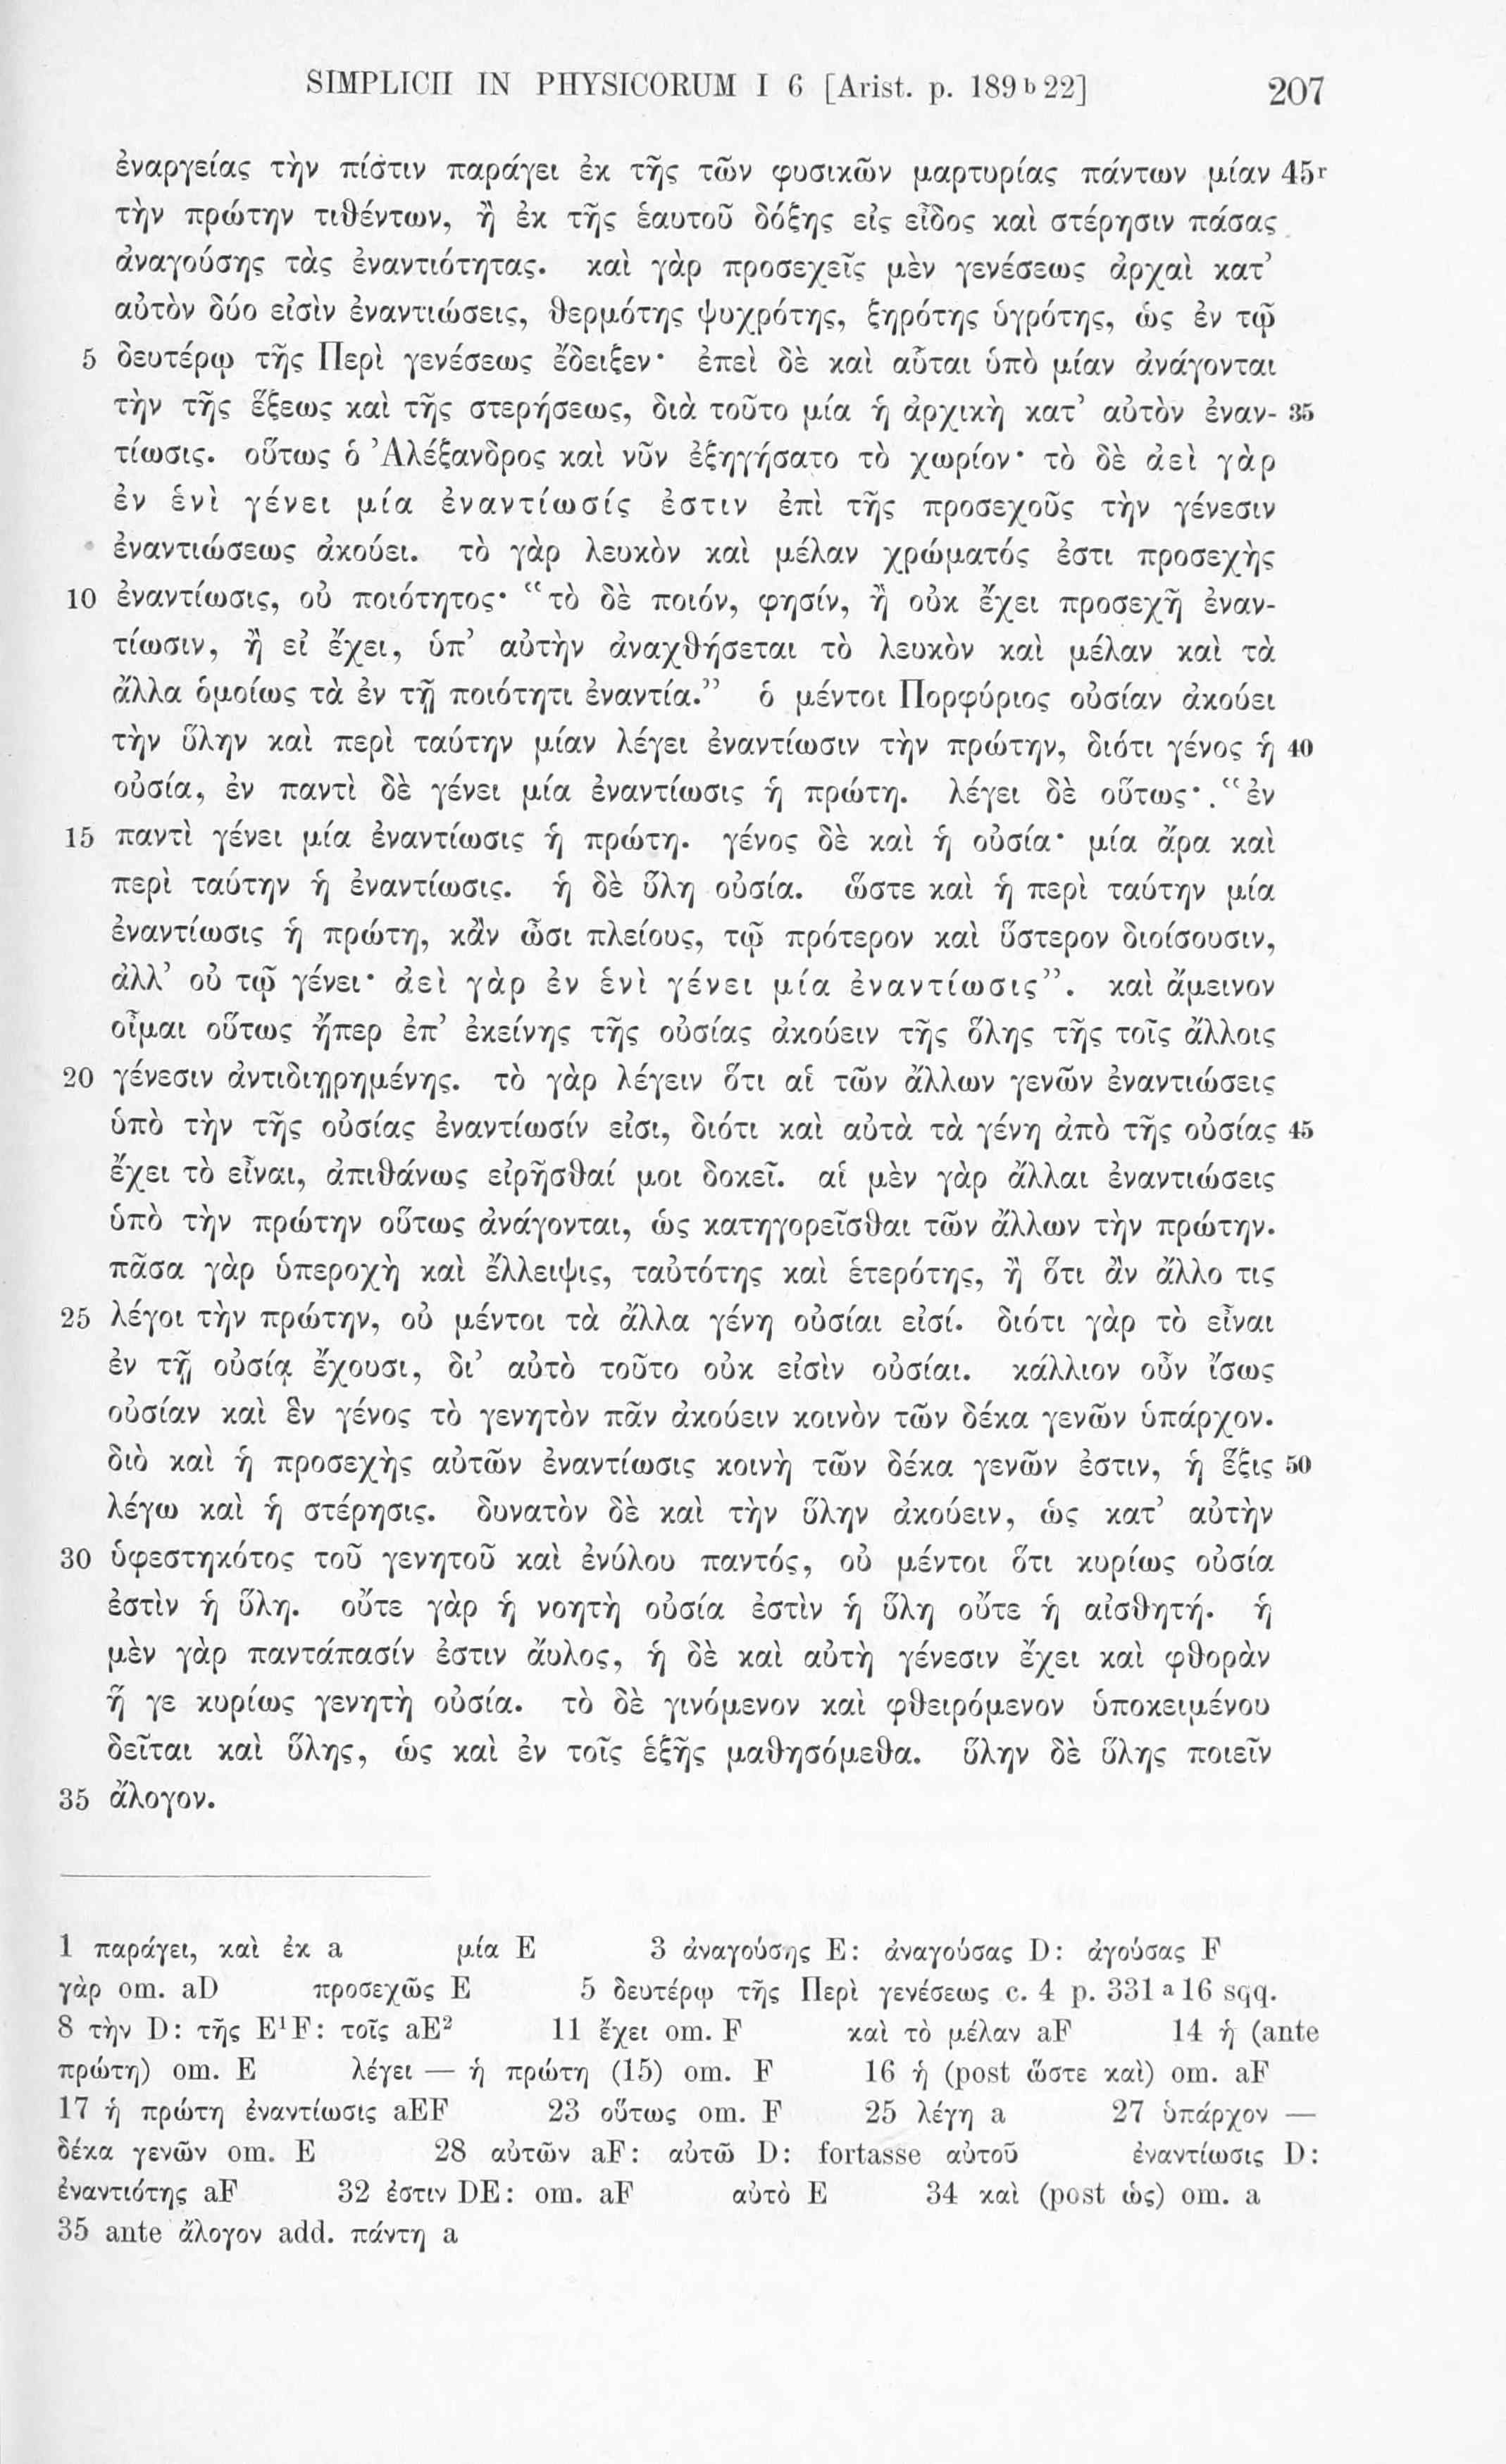 SIMPLICII IN PHYSICORUM I 6 [Arist. p. 189 b 22] 207
ἐναργείας τὴν πίστιν παράγει ἐκ τῆς τῶν φυσικῶν μαρτυρίας πάντων μίαν 45r
τὴν πρώτην τιθέντων, ἢ ἐκ τῆς ἑαυτοῦ δόξης εἰς εἶδος καὶ στέρησιν πάσας
ἀναγούσης τὰς ἐναντιότητας. καὶ γὰρ προσεχεῖς μὲν γενέσεως ἀρχαὶ κατ'
αὐτὸν δύο εἰσὶν ἐναντιώσεις, θερμότης ψυχρότης, ξηρότης ὑγρότης, ὡς ἐν τῷ
5 δευτέρῳ τῆς Περὶ γενέσεως ἔδειξεν· ἐπεὶ δὲ καὶ αὗται ὑπὸ μίαν ἀνάγονται
τὴν τῆς ἕξεως καὶ τῆς στερήσεως, διὰ τοῦτο μία ἡ ἀρχικὴ κατ' αὐτὸν ἐναν- 35
τίωσις. οὕτως ὁ Ἀλέξανδρος καὶ νῦν ἐξηγήσατο τὸ χωρίον· τὸ δὲ ἀεὶ γὰρ
ἐν ἑνὶ γένει μία ἐναντίωσίς ἐστιν ἐπὶ τῆς προσεχοῦς τὴν γένεσιν
ἐναντιώσεως ἀκούει. τὸ γὰρ λευκὸν καὶ μέλαν χρώματός ἐστι προσεχὴς
10 ἐναντίωσις, οὐ ποιότητος· "τὸ δὲ ποιόν, φησίν, ἢ οὐκ ἔχει προσεχῆ ἐναν-
τίωσιν, ἢ εἰ ἔχει, ὑπ' αὐτὴν ἀναχθήσεται τὸ λευκὸν καὶ μέλαν καὶ τὰ
ἄλλα ὁμοίως τὰ ἐν τῇ ποιότητι ἐναντία." ὁ μέντοι Πορφύριος οὐσίαν ἀκούει
τὴν ὕλην καὶ περὶ ταύτην μίαν λέγει ἐναντίωσιν τὴν πρώτην, διότι γένος ἡ 40
οὐσία, ἐν παντὶ δὲ γένει μία ἐναντίωσις ἡ πρώτη. λέγει δὲ οὕτως· "ἐν
15 παντὶ γένει μία ἐναντίωσις ἡ πρώτη. γένος δὲ καὶ ἡ οὐσία· μία ἄρα καὶ
περὶ ταύτην ἡ ἐναντίωσις. ἡ δὲ ὕλη οὐσία. ὥστε καὶ ἡ περὶ ταύτην μία
ἐναντίωσις ἡ πρώτη, κἂν ὦσι πλείους, τῷ πρότερον καὶ ὕστερον διοίσουσιν,
ἀλλ' οὐ τῷ γένει· ἀεὶ γὰρ ἐν ἑνὶ γένει μία ἐναντίωσις". καὶ ἄμεινον
οἶμαι οὕτως ἤπερ ἐπ' ἐκείνης τῆς οὐσίας ἀκούειν τῆς ὅλης τῆς τοῖς ἄλλοις
20 γένεσιν ἀντιδιῃρημένης. τὸ γὰρ λέγειν ὅτι αἱ τῶν ἄλλων γενῶν ἐναντιώσεις
ὑπὸ τὴν τῆς οὐσίας ἐναντίωσίν εἰσι, διότι καὶ αὐτὰ τὰ γένη ἀπὸ τῆς οὐσίας 45
ἔχει τὸ εἶναι, ἀπιθάνως εἰρῆσθαί μοι δοκεῖ. αἱ μὲν γὰρ ἄλλαι ἐναντιώσεις
ὑπὸ τὴν πρώτην οὕτως ἀνάγονται, ὡς κατηγορεῖσθαι τῶν ἄλλων τὴν πρώτην.
πᾶσα γὰρ ὑπεροχὴ καὶ ἔλλειψις, ταὐτότης καὶ ἑτερότης, ἢ ὅτι ἂν ἄλλο τις
25 λέγοι τὴν πρώτην, οὐ μέντοι τὰ ἄλλα γένη οὐσίαι εἰσί. διότι γὰρ τὸ εἶναι
ἐν τῇ οὐσίᾳ ἔχουσι, δι' αὐτὸ τοῦτο οὐκ εἰσὶν οὐσίαι. κάλλιον οὖν ἴσως
οὐσίαν καὶ ἓν γένος τὸ γενητὸν πᾶν ἀκούειν κοινὸν τῶν δέκα γενῶν ὑπάρχον.
διὸ καὶ ἡ προσεχὴς αὐτῶν ἐναντίωσις κοινὴ τῶν δέκα γενῶν ἐστιν, ἡ ἕξις 50
λέγω καὶ ἡ στέρησις. δυνατὸν δὲ καὶ τὴν ὕλην ἀκούειν, ὡς κατ' αὐτὴν
30 ὑφεστηκότος τοῦ γενητοῦ καὶ ἐνύλου παντός, οὐ μέντοι ὅτι κυρίως οὐσία
ἐστὶν ἡ ὕλη. οὔτε γὰρ ἡ νοητὴ οὐσία ἐστὶν ἡ ὕλη οὔτε ἡ αἰσθητή. ἡ
μὲν γὰρ παντάπασίν ἐστιν ἄυλος, ἡ δὲ καὶ αὐτὴ γένεσιν ἔχει καὶ φθορὰν
ἥ γε κυρίως γενητὴ οὐσία. τὸ δὲ γινόμενον καὶ φθειρόμενον ὑποκειμένου
δεῖται καὶ ὕλης, ὡς καὶ ἐν τοῖς ἑξῆς μαθησόμεθα. ὕλην δὲ ὕλης ποιεῖν
35 ἄλογον.
1 παράγει, καὶ ἐκ a μία E 3 ἀναγούσης E: ἀναγούσας D: ἀγούσας F
γὰρ om. aD προσεχῶς E 5 δευτέρῳ τῆς Περὶ γενέσεως c. 4 p. 331 a 16 sqq.
8 τὴν D: τῆς E¹F: τοῖς aE² 11 ἔχει om. F καὶ τὸ μέλαν aF 14 ἡ (ante
πρώτη) om. E λέγει — ἡ πρώτη (15) om. F 16 ἡ (post ὥστε καὶ) om. aF
17 ἡ πρώτη ἐναντίωσις aEF 23 οὕτως om. F 25 λέγῃ a 27 ὑπάρχον —
δέκα γενῶν om. E 28 αὐτῶν aF: αὐτῶ D: fortasse αὐτοῦ ἐναντίωσις D:
ἐναντιότης aF 32 ἐστιν DE: om. aF αὐτὸ E 34 καὶ (post ὡς) om. a
35 ante ἄλογον add. πάντη a